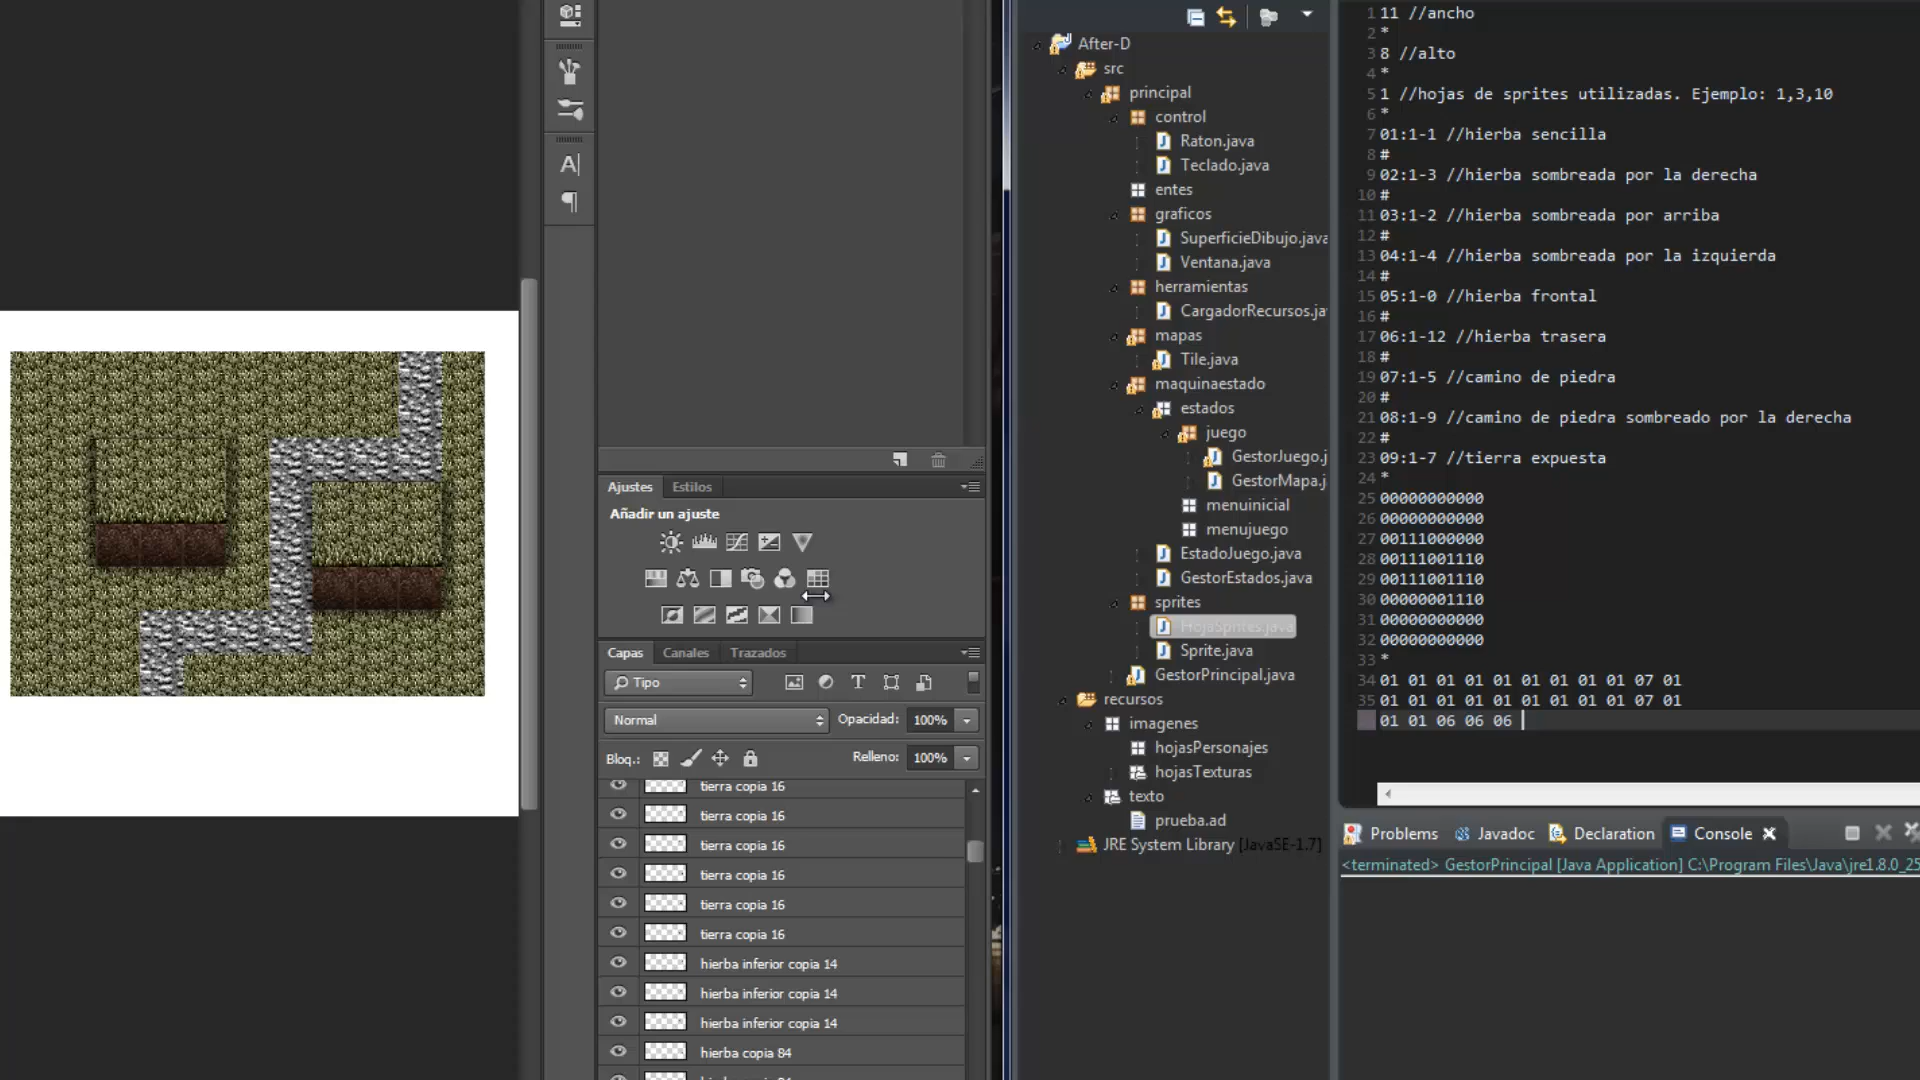 Ajustes
Estilos
Añadir un ajuste
Capas
Canales
Trazados
Tipo
Normal
Opacidad:
100%
Bloq.:
Relleno:
100%
tierra copia 16
tierra copia 16
tierra copia 16
tierra copia 16
tierra copia 16
tierra copia 16
hierba inferior copia 14
hierba inferior copia 14
hierba inferior copia 14
hierba copia 84
After-D
src
principal
control
Raton.java
Teclado.java
entes
graficos
SuperficieDibujo.java
Ventana.java
herramientas
CargadorRecursos.ja
mapas
Tile.java
maquinaestado
estados
juego
GestorJuego.j
GestorMapa.j
menuinicial
menujuego
EstadoJuego.java
GestorEstados.java
sprites
HojaSprites.java
Sprite.java
GestorPrincipal.java
recursos
imagenes
hojasPersonajes
hojasTexturas
texto
prueba.ad
JRE System Library [JavaSE-1.7]
1 11 //ancho
2 *
3 8 //alto
4 *
5 1 //hojas de sprites utilizadas. Ejemplo: 1,3,10
6 *
7 01:1-1 //hierba sencilla
8 #
9 02:1-3 //hierba sombreada por la derecha
10 #
11 03:1-2 //hierba sombreada por arriba
12 #
13 04:1-4 //hierba sombreada por la izquierda
14 #
15 05:1-0 //hierba frontal
16 #
17 06:1-12 //hierba trasera
18 #
19 07:1-5 //camino de piedra
20 #
21 08:1-9 //camino de piedra sombreado por la derecha
22 #
23 09:1-7 //tierra expuesta
24 *
25 00000000000
26 00000000000
27 00111000000
28 00111001110
29 00111001110
30 00000001110
31 00000000000
32 00000000000
33 *
34 01 01 01 01 01 01 01 01 01 07 01
35 01 01 01 01 01 01 01 01 01 07 01
01 01 06 06 06
Problems
Javadoc
Declaration
Console
<terminated> GestorPrincipal [Java Application] C:\Program Files\Java\jre1.8.0_25